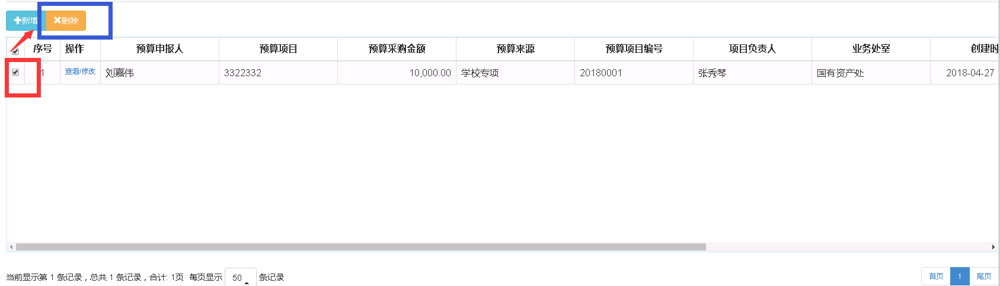 新增 删除
序号 操作 预算申报人 预算项目 预算采购金额 预算来源 预算项目编号 项目负责人 业务处室 创建时
1 查看/修改 刘嘉伟 3322332 10,000.00 学校专项 20180001 张秀琴 国有资产处 2018-04-27
当前显示第 1 条记录，总共 1 条记录，合计: 1页 每页显示 50 条记录 首页 1 尾页